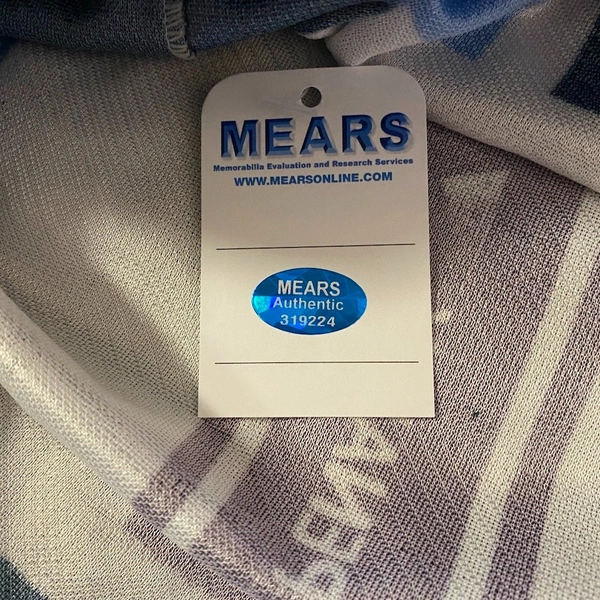 MEARS
Memorabilia Evaluation and Research Services
WWW.MEARSONLINE.COM
MEARS
Authentic
319224